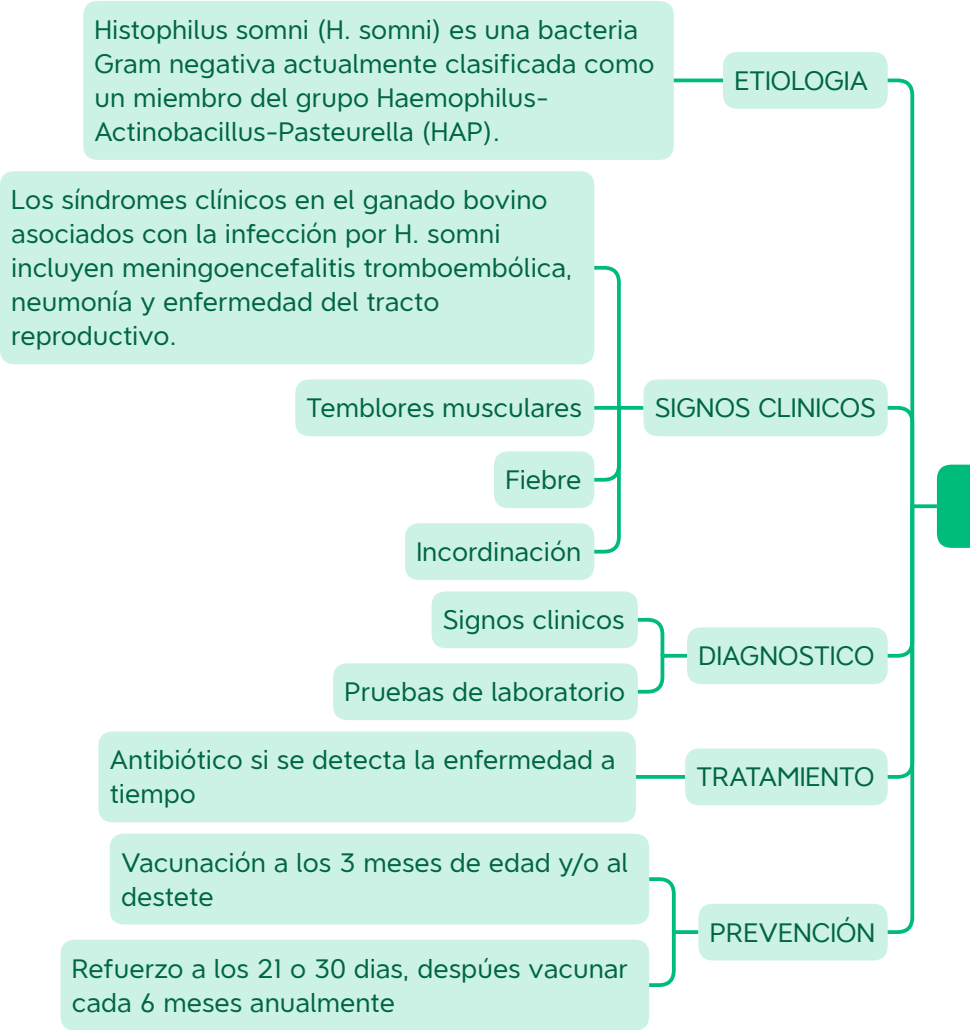 Histophilus somni (H. somni) es una bacteria
Gram negativa actualmente clasificada como
un miembro del grupo Haemophilus-
Actinobacillus-Pasteurella (HAP).
ETIOLOGIA
Los síndromes clínicos en el ganado bovino
asociados con la infección por H. somni
incluyen meningoencefalitis tromboembólica,
neumonía y enfermedad del tracto
reproductivo.
Temblores musculares
SIGNOS CLINICOS
Fiebre
Incordinación
Signos clinicos
DIAGNOSTICO
Pruebas de laboratorio
Antibiótico si se detecta la enfermedad a
tiempo
TRATAMIENTO
Vacunación a los 3 meses de edad y/o al
destete
PREVENCIÓN
Refuerzo a los 21 o 30 dias, despúes vacunar
cada 6 meses anualmente